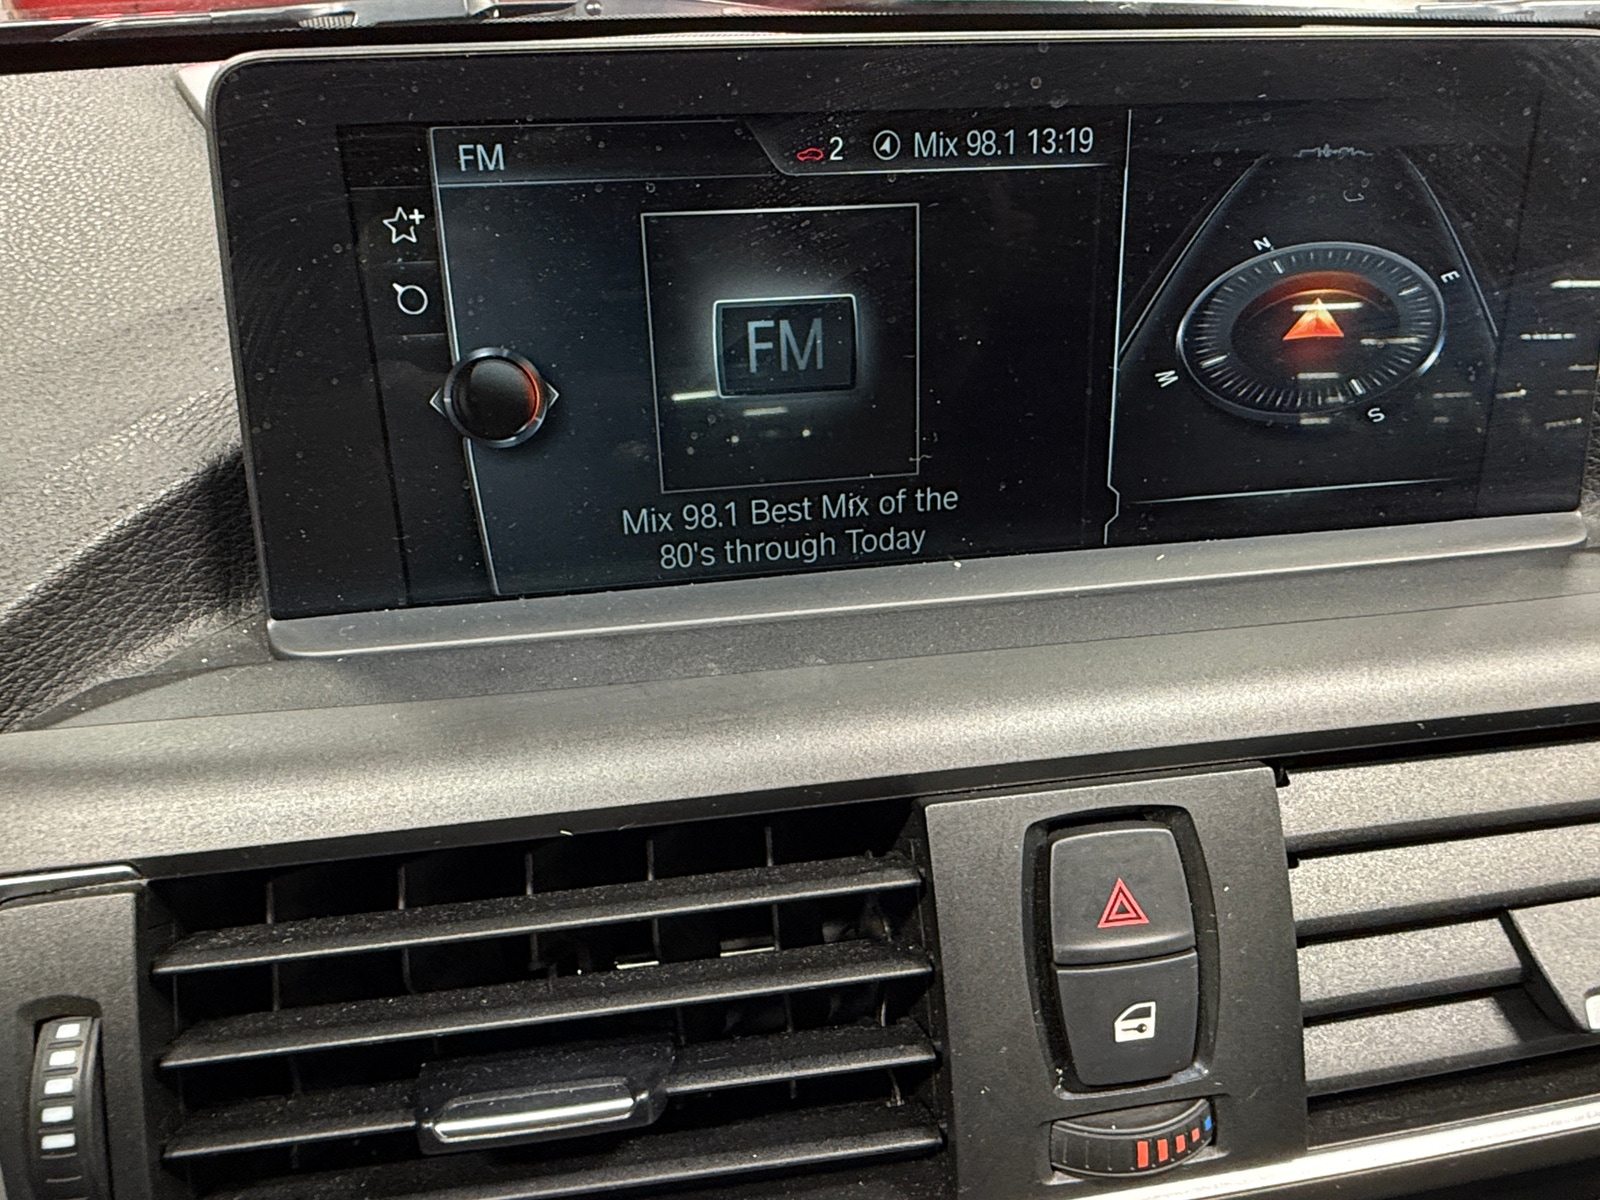 FM
2 Mix 98.1 13:19
FM
Mix 98.1 Best Mix of the
80's through Today
N
E
W
S